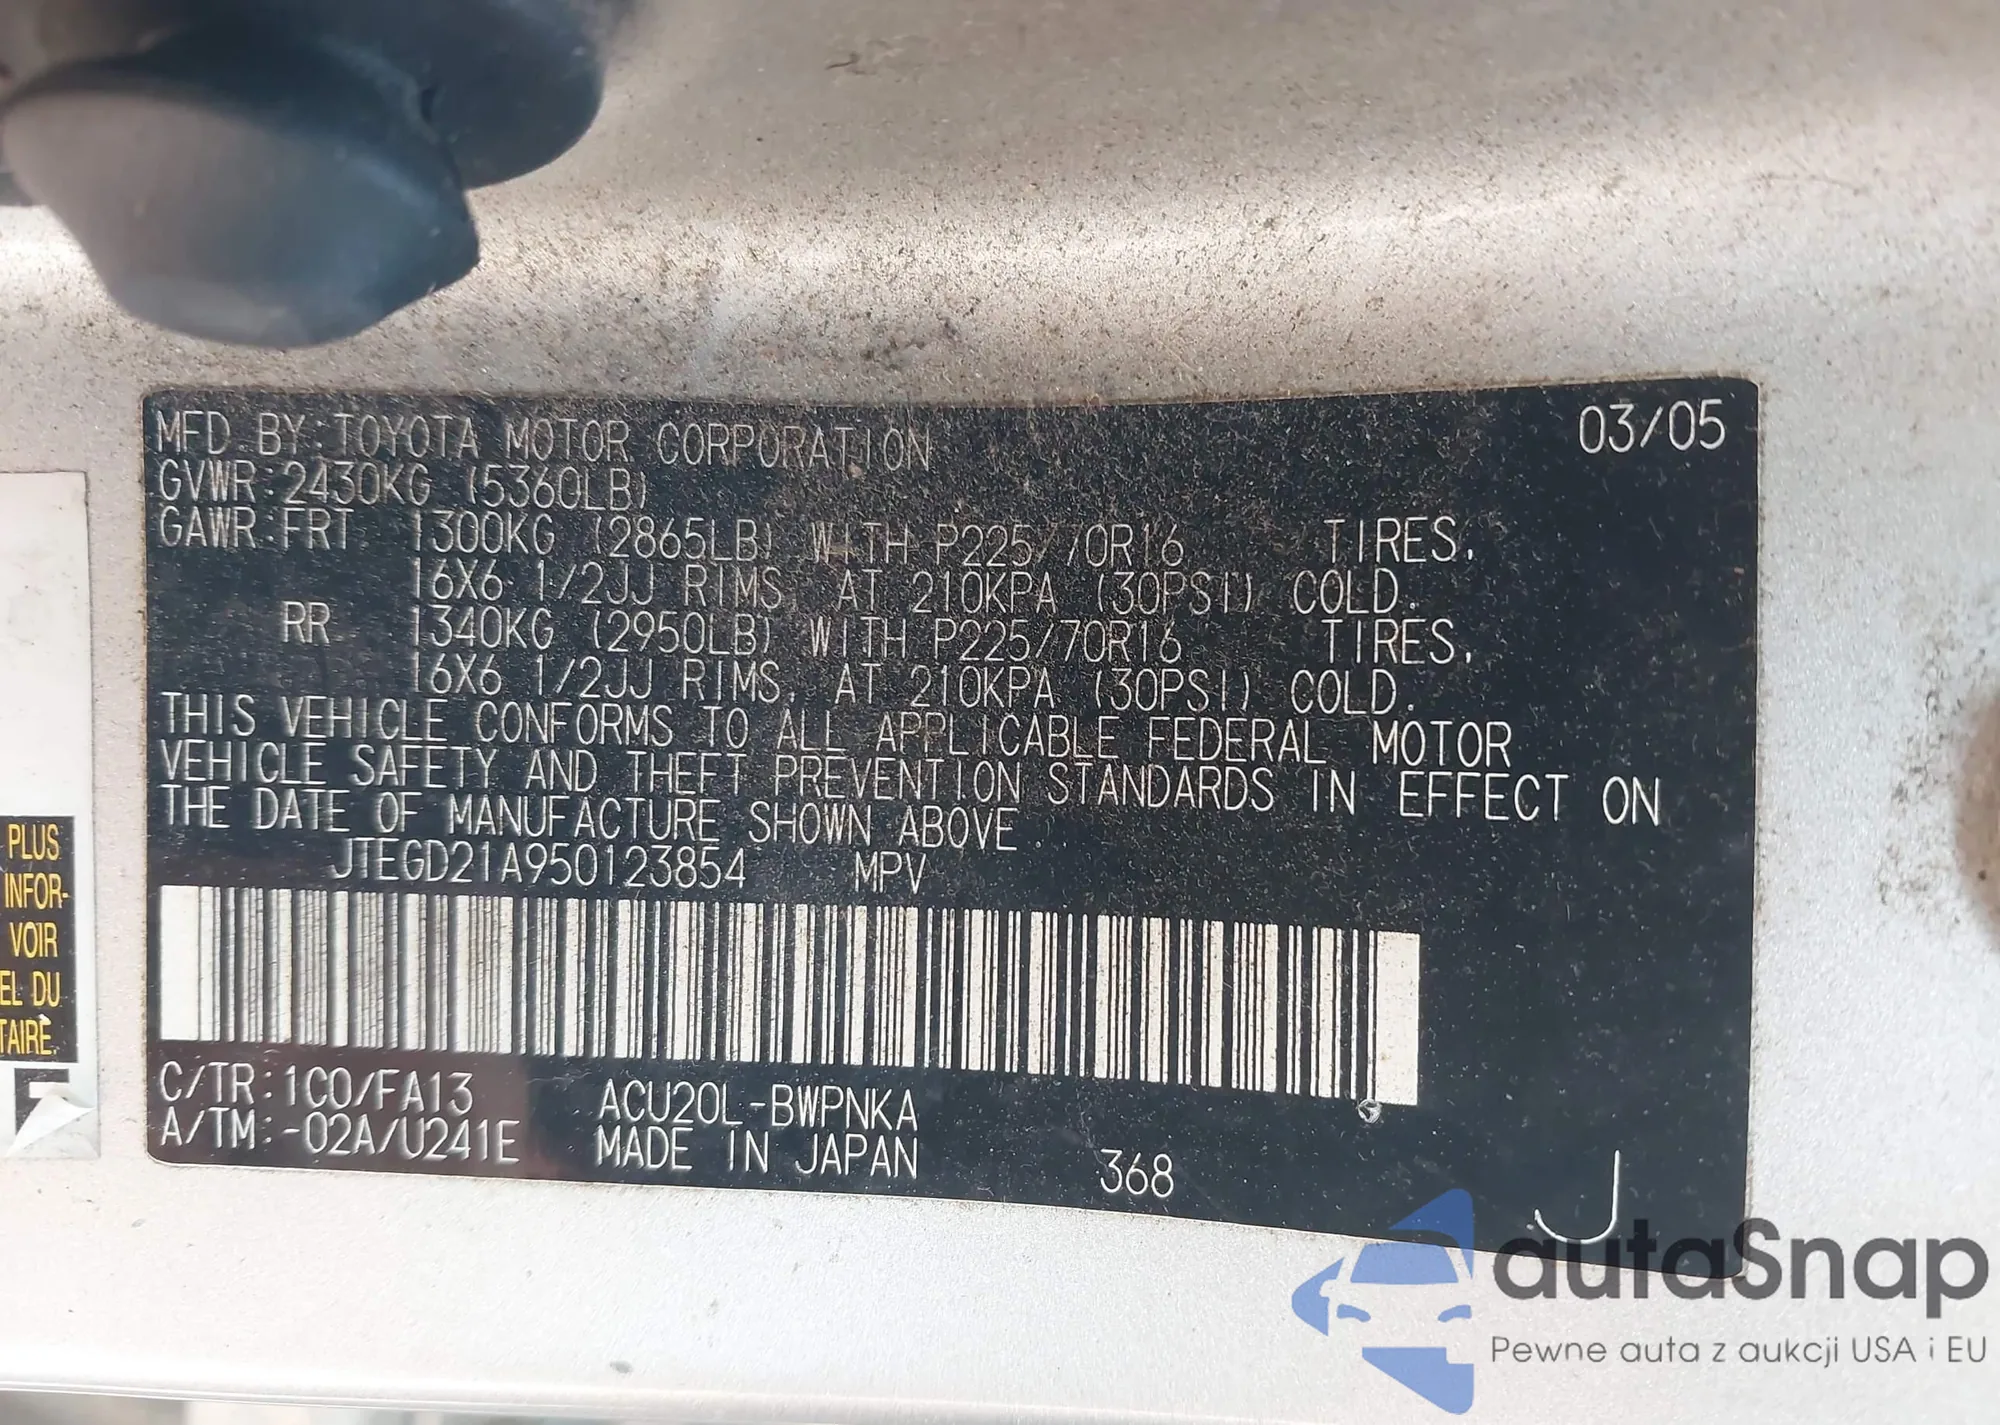 MFD. BY: TOYOTA MOTOR CORPORATION 03/05
GVWR: 2430KG (5360LB)
GAWR: FRT 1300KG (2865LB) WITH P225/70R16 TIRES,
16X6 1/2JJ RIMS, AT 210KPA (30PSI) COLD.
RR 1340KG (2950LB) WITH P225/70R16 TIRES,
16X6 1/2JJ RIMS, AT 210KPA (30PSI) COLD.
THIS VEHICLE CONFORMS TO ALL APPLICABLE FEDERAL MOTOR
VEHICLE SAFETY AND THEFT PREVENTION STANDARDS IN EFFECT ON
THE DATE OF MANUFACTURE SHOWN ABOVE.
JTEGD21A950123854 MPV
C/TR: 1C0/FA13 ACU20L-BWPNKA
A/TM: -02A/U241E MADE IN JAPAN 368 J
PLUS
INFOR-
VOIR
EL DU
TAIRE.
autaSnap
Pewne auta z aukcji USA i EU